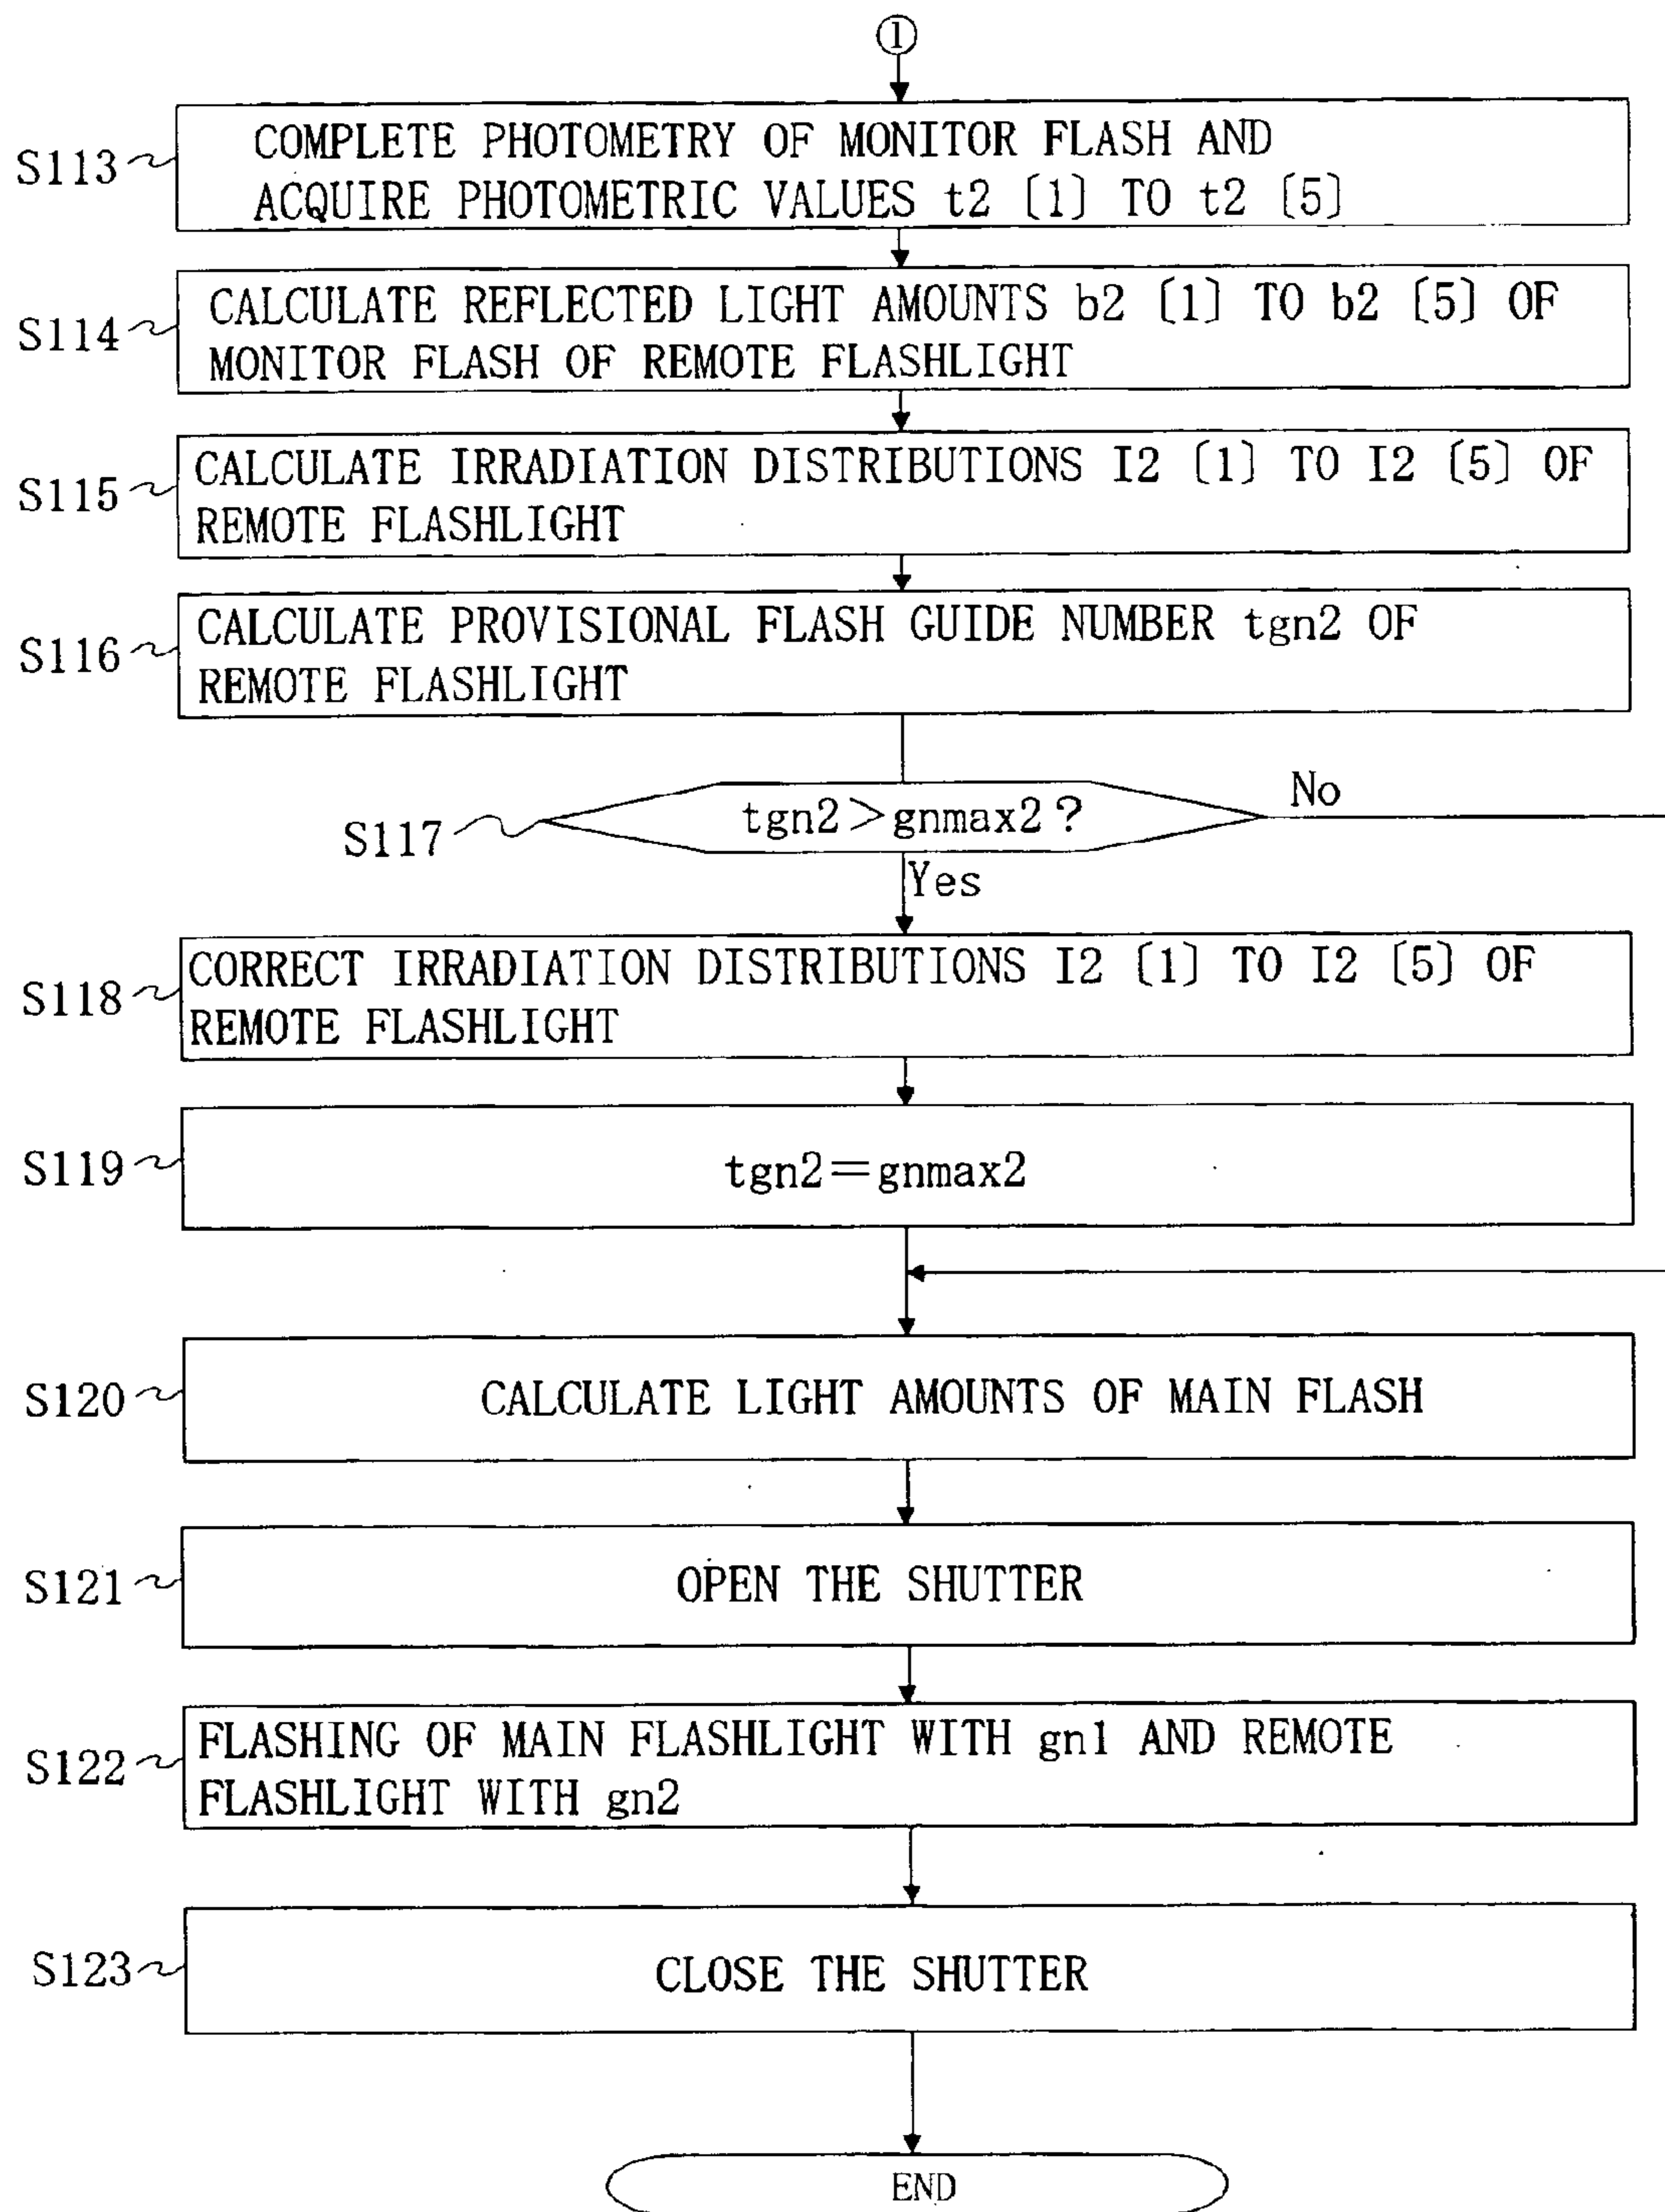 ①
S113
COMPLETE PHOTOMETRY OF MONITOR FLASH AND
ACQUIRE PHOTOMETRIC VALUES t2 [1] TO t2 [5]
S114
CALCULATE REFLECTED LIGHT AMOUNTS b2 [1] TO b2 [5] OF
MONITOR FLASH OF REMOTE FLASHLIGHT
S115
CALCULATE IRRADIATION DISTRIBUTIONS I2 [1] TO I2 [5] OF
REMOTE FLASHLIGHT
S116
CALCULATE PROVISIONAL FLASH GUIDE NUMBER tgn2 OF
REMOTE FLASHLIGHT
S117
tgn2>gnmax2?
No
Yes
S118
CORRECT IRRADIATION DISTRIBUTIONS I2 [1] TO I2 [5] OF
REMOTE FLASHLIGHT
S119
tgn2=gnmax2
S120
CALCULATE LIGHT AMOUNTS OF MAIN FLASH
S121
OPEN THE SHUTTER
S122
FLASHING OF MAIN FLASHLIGHT WITH gn1 AND REMOTE
FLASHLIGHT WITH gn2
S123
CLOSE THE SHUTTER
END